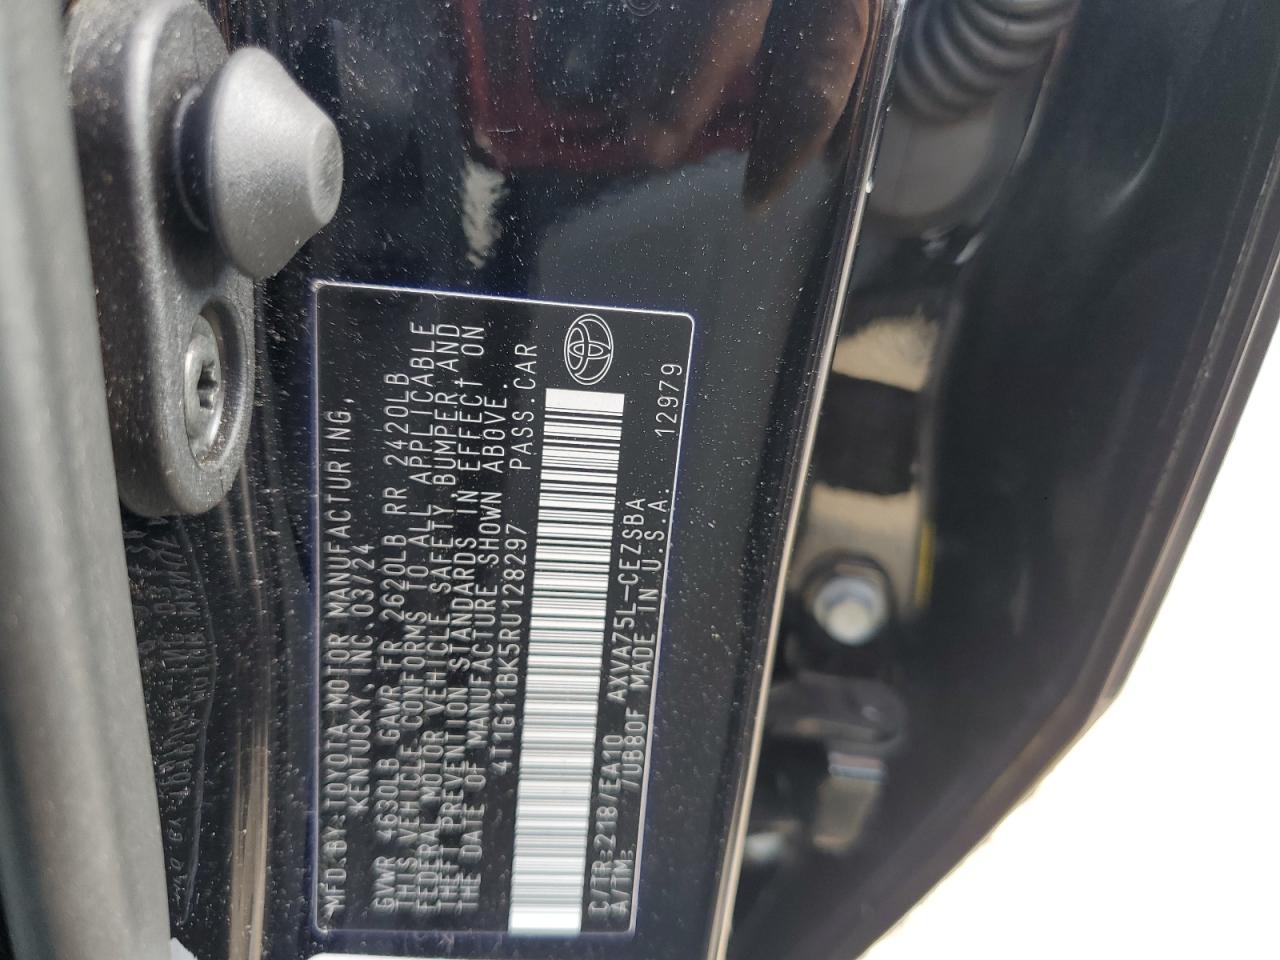 MFD.BY:TOYOTA MOTOR MANUFACTURING,
KENTUCKY, INC. 03/24
GVWR 4630LB GAWR FR 2620LB RR 2420LB
THIS VEHICLE CONFORMS TO ALL APPLICABLE
FEDERAL MOTOR VEHICLE SAFETY, BUMPER AND
THEFT PREVENTION STANDARDS IN EFFECT ON
THE DATE OF MANUFACTURE SHOWN ABOVE.
4T1G11BK5RU128297 PASS.CAR
C/TR:218/EA10 AXVA75L-CEZSBA
A/TM: /UB80F MADE IN U.S.A. 12979